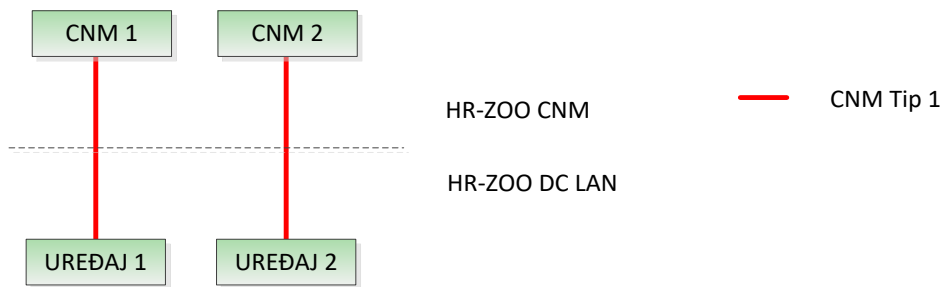 CNM 1
CNM 2
HR-ZOO CNM
CNM Tip 1
HR-ZOO DC LAN
UREĐAJ 1
UREĐAJ 2